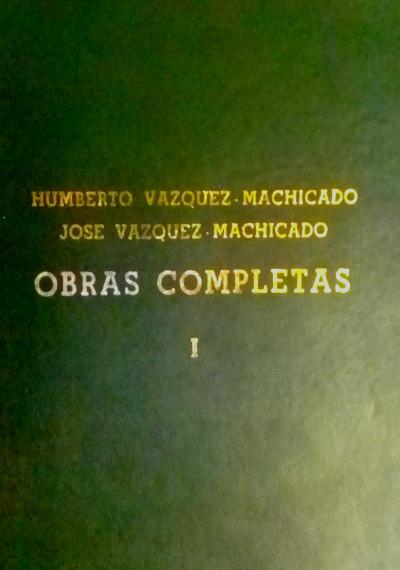 HUMBERTO VAZQUEZ-MACHICADO
JOSE VAZQUEZ-MACHICADO
OBRAS COMPLETAS
I